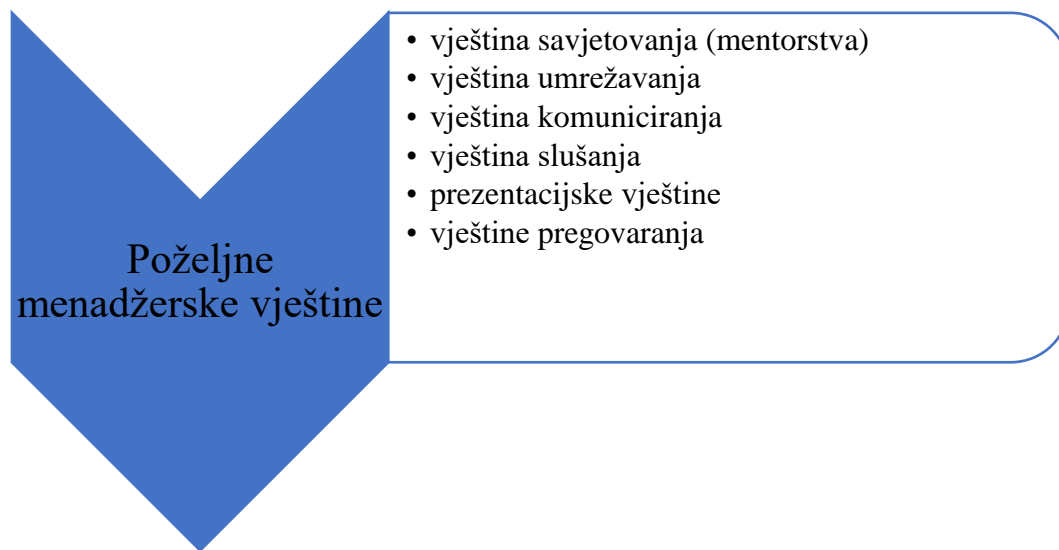 Poželjne
menadžerske vještine
• vještina savjetovanja (mentorstva)
• vještina umrežavanja
• vještina komuniciranja
• vještina slušanja
• prezentacijske vještine
• vještine pregovaranja